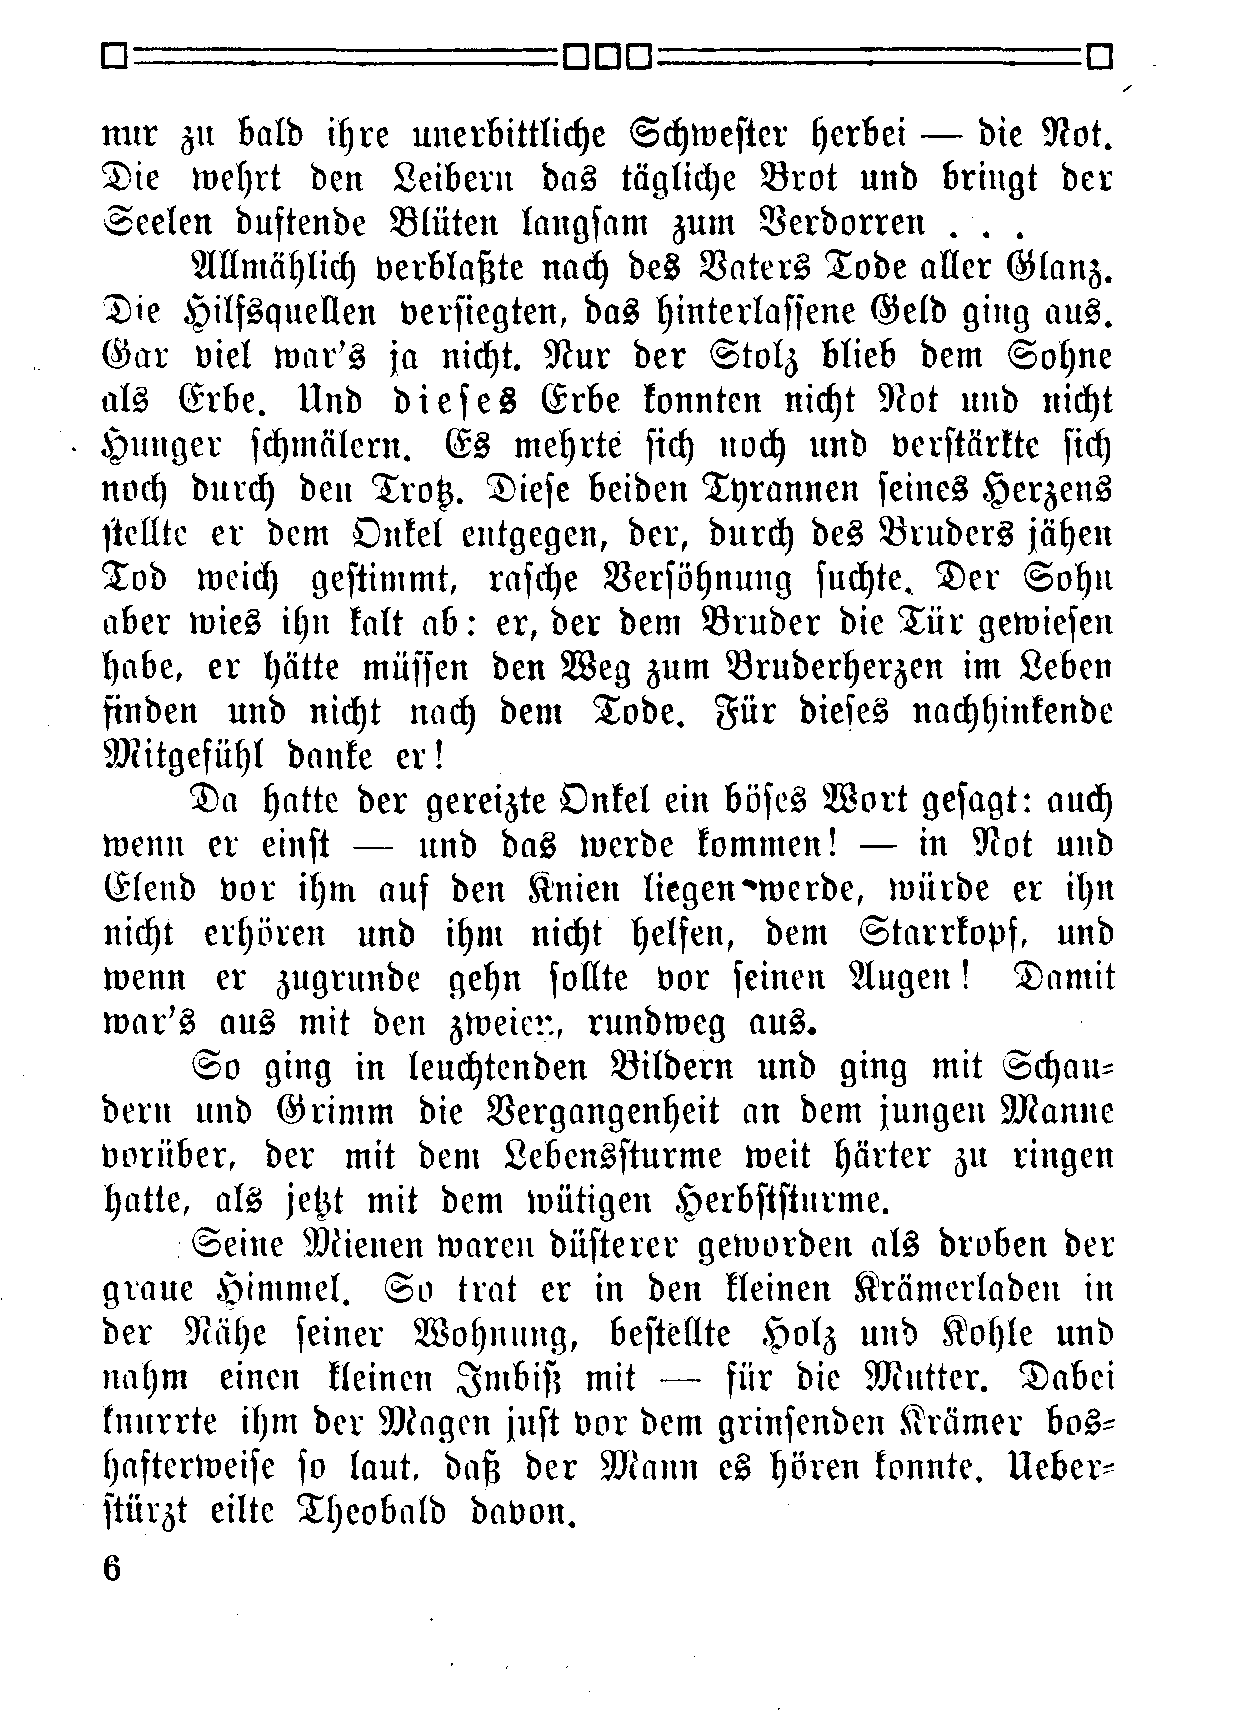 nur zu bald ihre unerbittliche Schwester herbei — die Not.
Die wehrt den Leibern das tägliche Brot und bringt der
Seelen duftende Blüten langsam zum Verdorren . . .
Allmählich verblaßte nach des Vaters Tode aller Glanz.
Die Hilfsquellen versiegten, das hinterlassene Geld ging aus.
Gar viel war's ja nicht. Nur der Stolz blieb dem Sohne
als Erbe. Und dieses Erbe konnten nicht Not und nicht
Hunger schmälern. Es mehrte sich noch und verstärkte sich
noch durch den Trotz. Diese beiden Tyrannen seines Herzens
stellte er dem Onkel entgegen, der, durch des Bruders jähen
Tod weich gestimmt, rasche Versöhnung suchte. Der Sohn
aber wies ihn kalt ab: er, der dem Bruder die Tür gewiesen
habe, er hätte müssen den Weg zum Bruderherzen im Leben
finden und nicht nach dem Tode. Für dieses nachhinkende
Mitgefühl danke er!
Da hatte der gereizte Onkel ein böses Wort gesagt: auch
wenn er einst — und das werde kommen! — in Not und
Elend vor ihm auf den Knien liegen werde, würde er ihn
nicht erhören und ihm nicht helfen, dem Starrkopf, und
wenn er zugrunde gehn sollte vor seinen Augen! Damit
war's aus mit den zweien, rundweg aus.
So ging in leuchtenden Bildern und ging mit Schau-
dern und Grimm die Vergangenheit an dem jungen Manne
vorüber, der mit dem Lebenssturme weit härter zu ringen
hatte, als jetzt mit dem wütigen Herbststurme.
Seine Mienen waren düsterer geworden als droben der
graue Himmel. So trat er in den kleinen Krämerladen in
der Nähe seiner Wohnung, bestellte Holz und Kohle und
nahm einen kleinen Imbiß mit — für die Mutter. Dabei
knurrte ihm der Magen just vor dem grinsenden Krämer bos-
hafterweise so laut, daß der Mann es hören konnte. Ueber-
stürzt eilte Theobald davon.
6